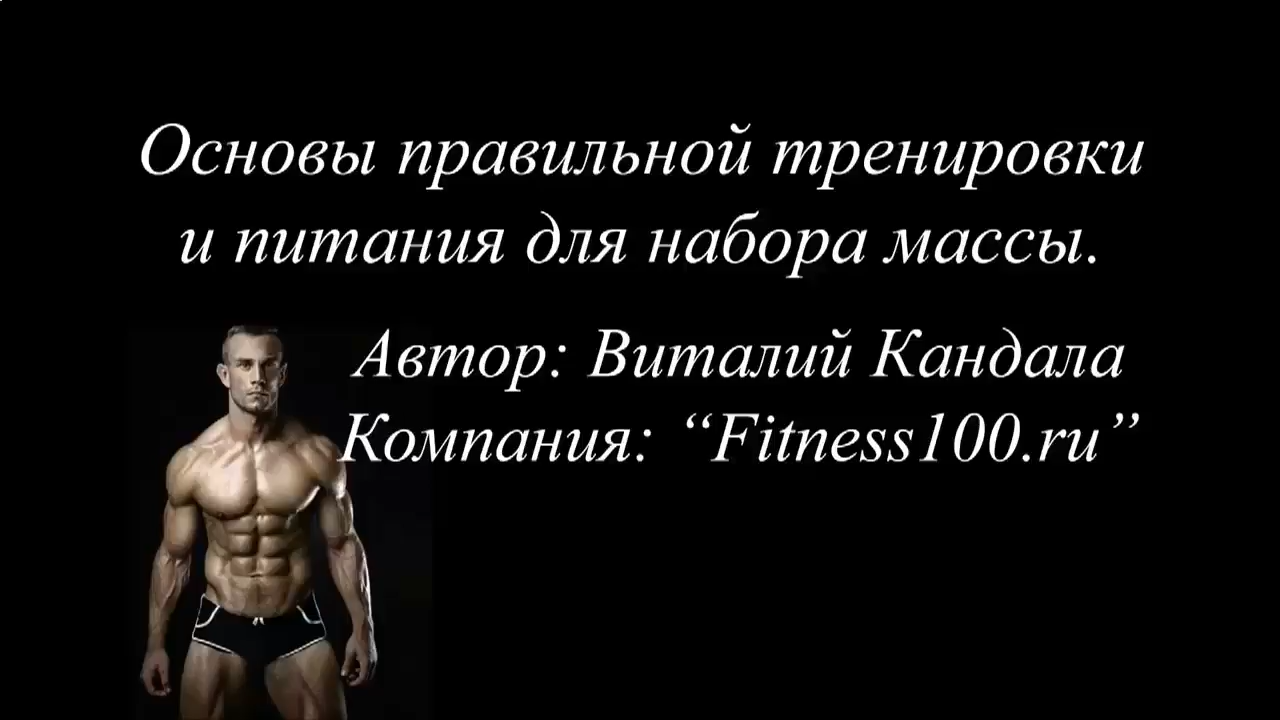 Основы правильной тренировки
и питания для набора массы.
Автор: Виталий Кандала
Компания: “Fitness100.ru”